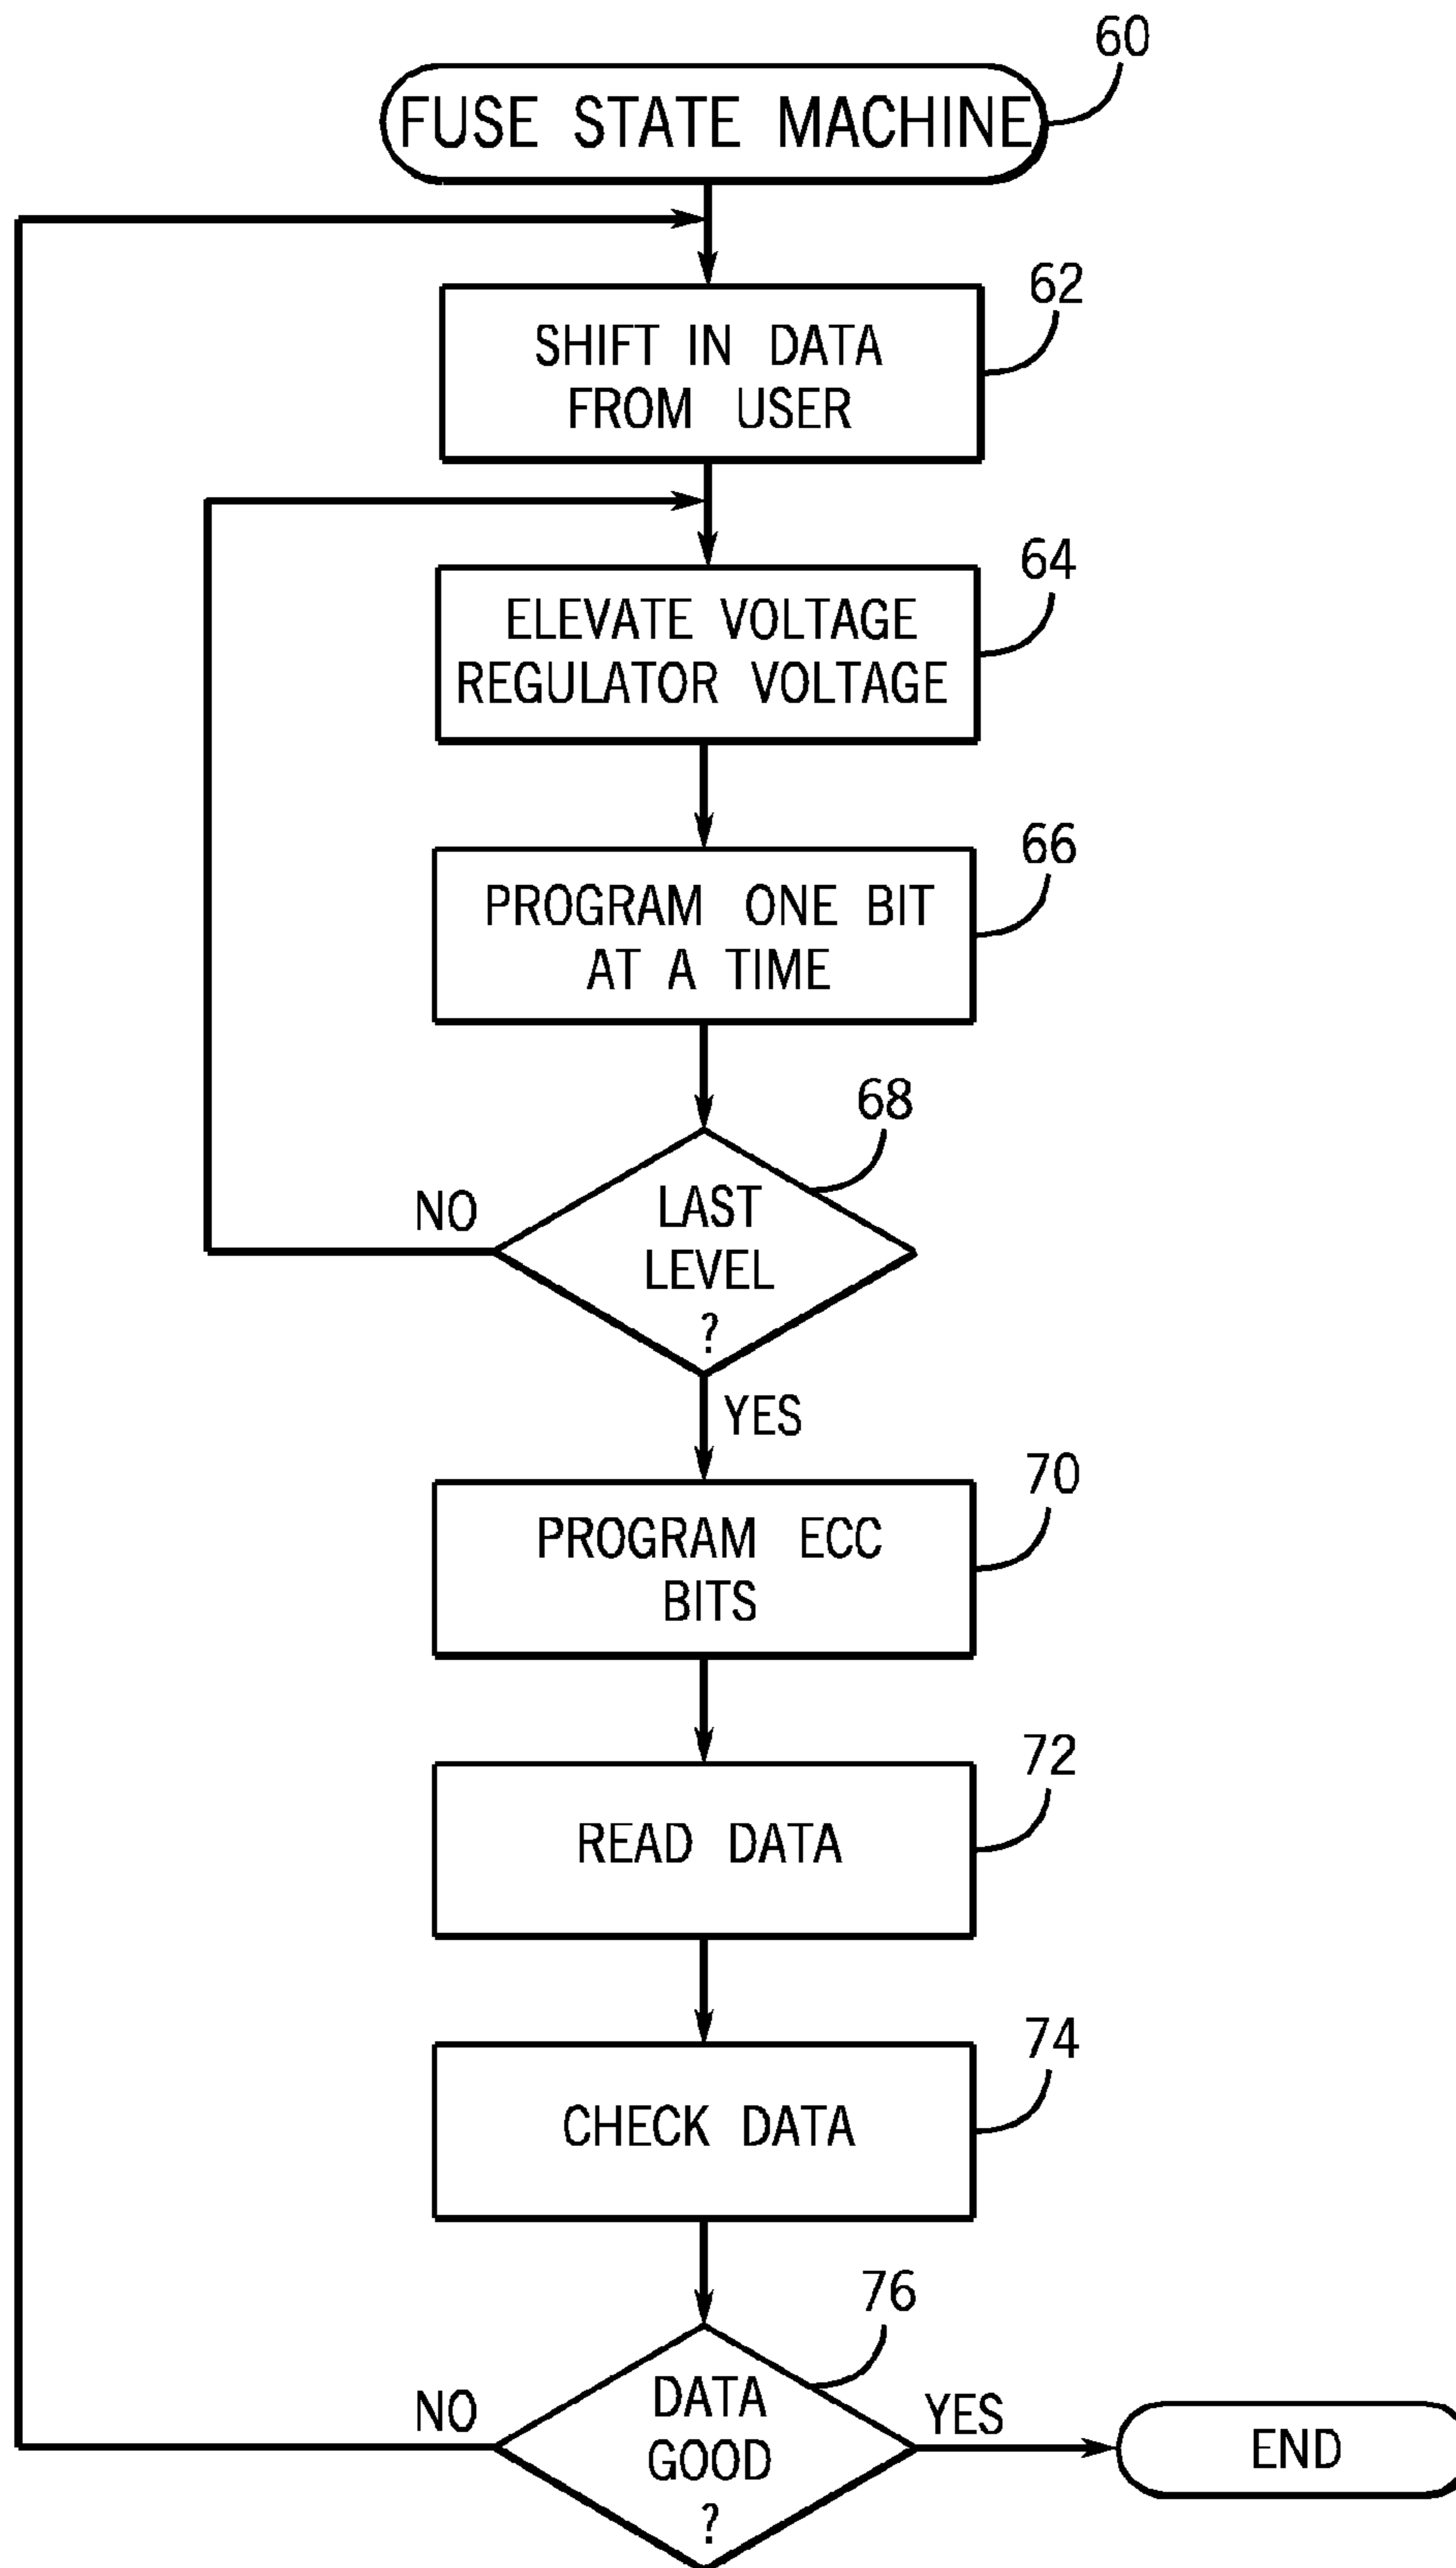 60
FUSE STATE MACHINE
62
SHIFT IN DATA
FROM USER
64
ELEVATE VOLTAGE
REGULATOR VOLTAGE
66
PROGRAM ONE BIT
AT A TIME
68
NO
LAST
LEVEL
?
YES
70
PROGRAM ECC
BITS
72
READ DATA
74
CHECK DATA
76
NO
DATA
GOOD
?
YES
END